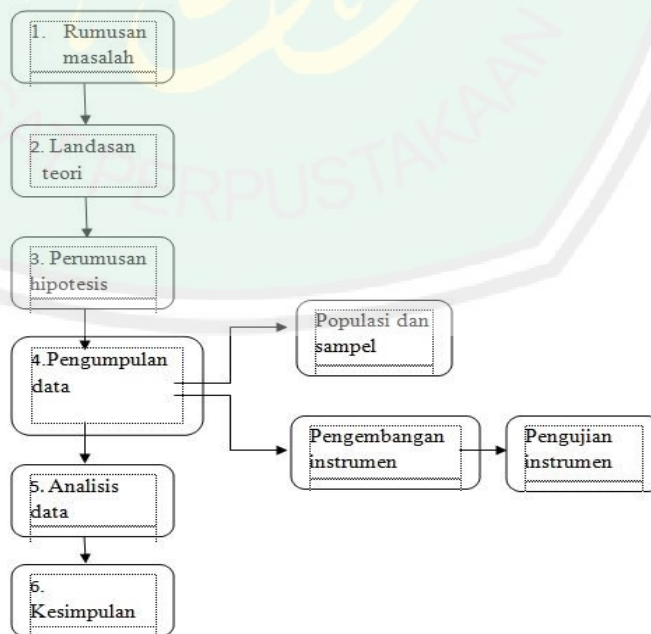 1. Rumusan
masalah
2. Landasan
teori
3. Perumusan
hipotesis
4.Pengumpulan
data
Populasi dan
sampel
Pengembangan
instrumen
Pengujian
instrumen
5. Analisis
data
6.
Kesimpulan
PERPUSTAKAAN